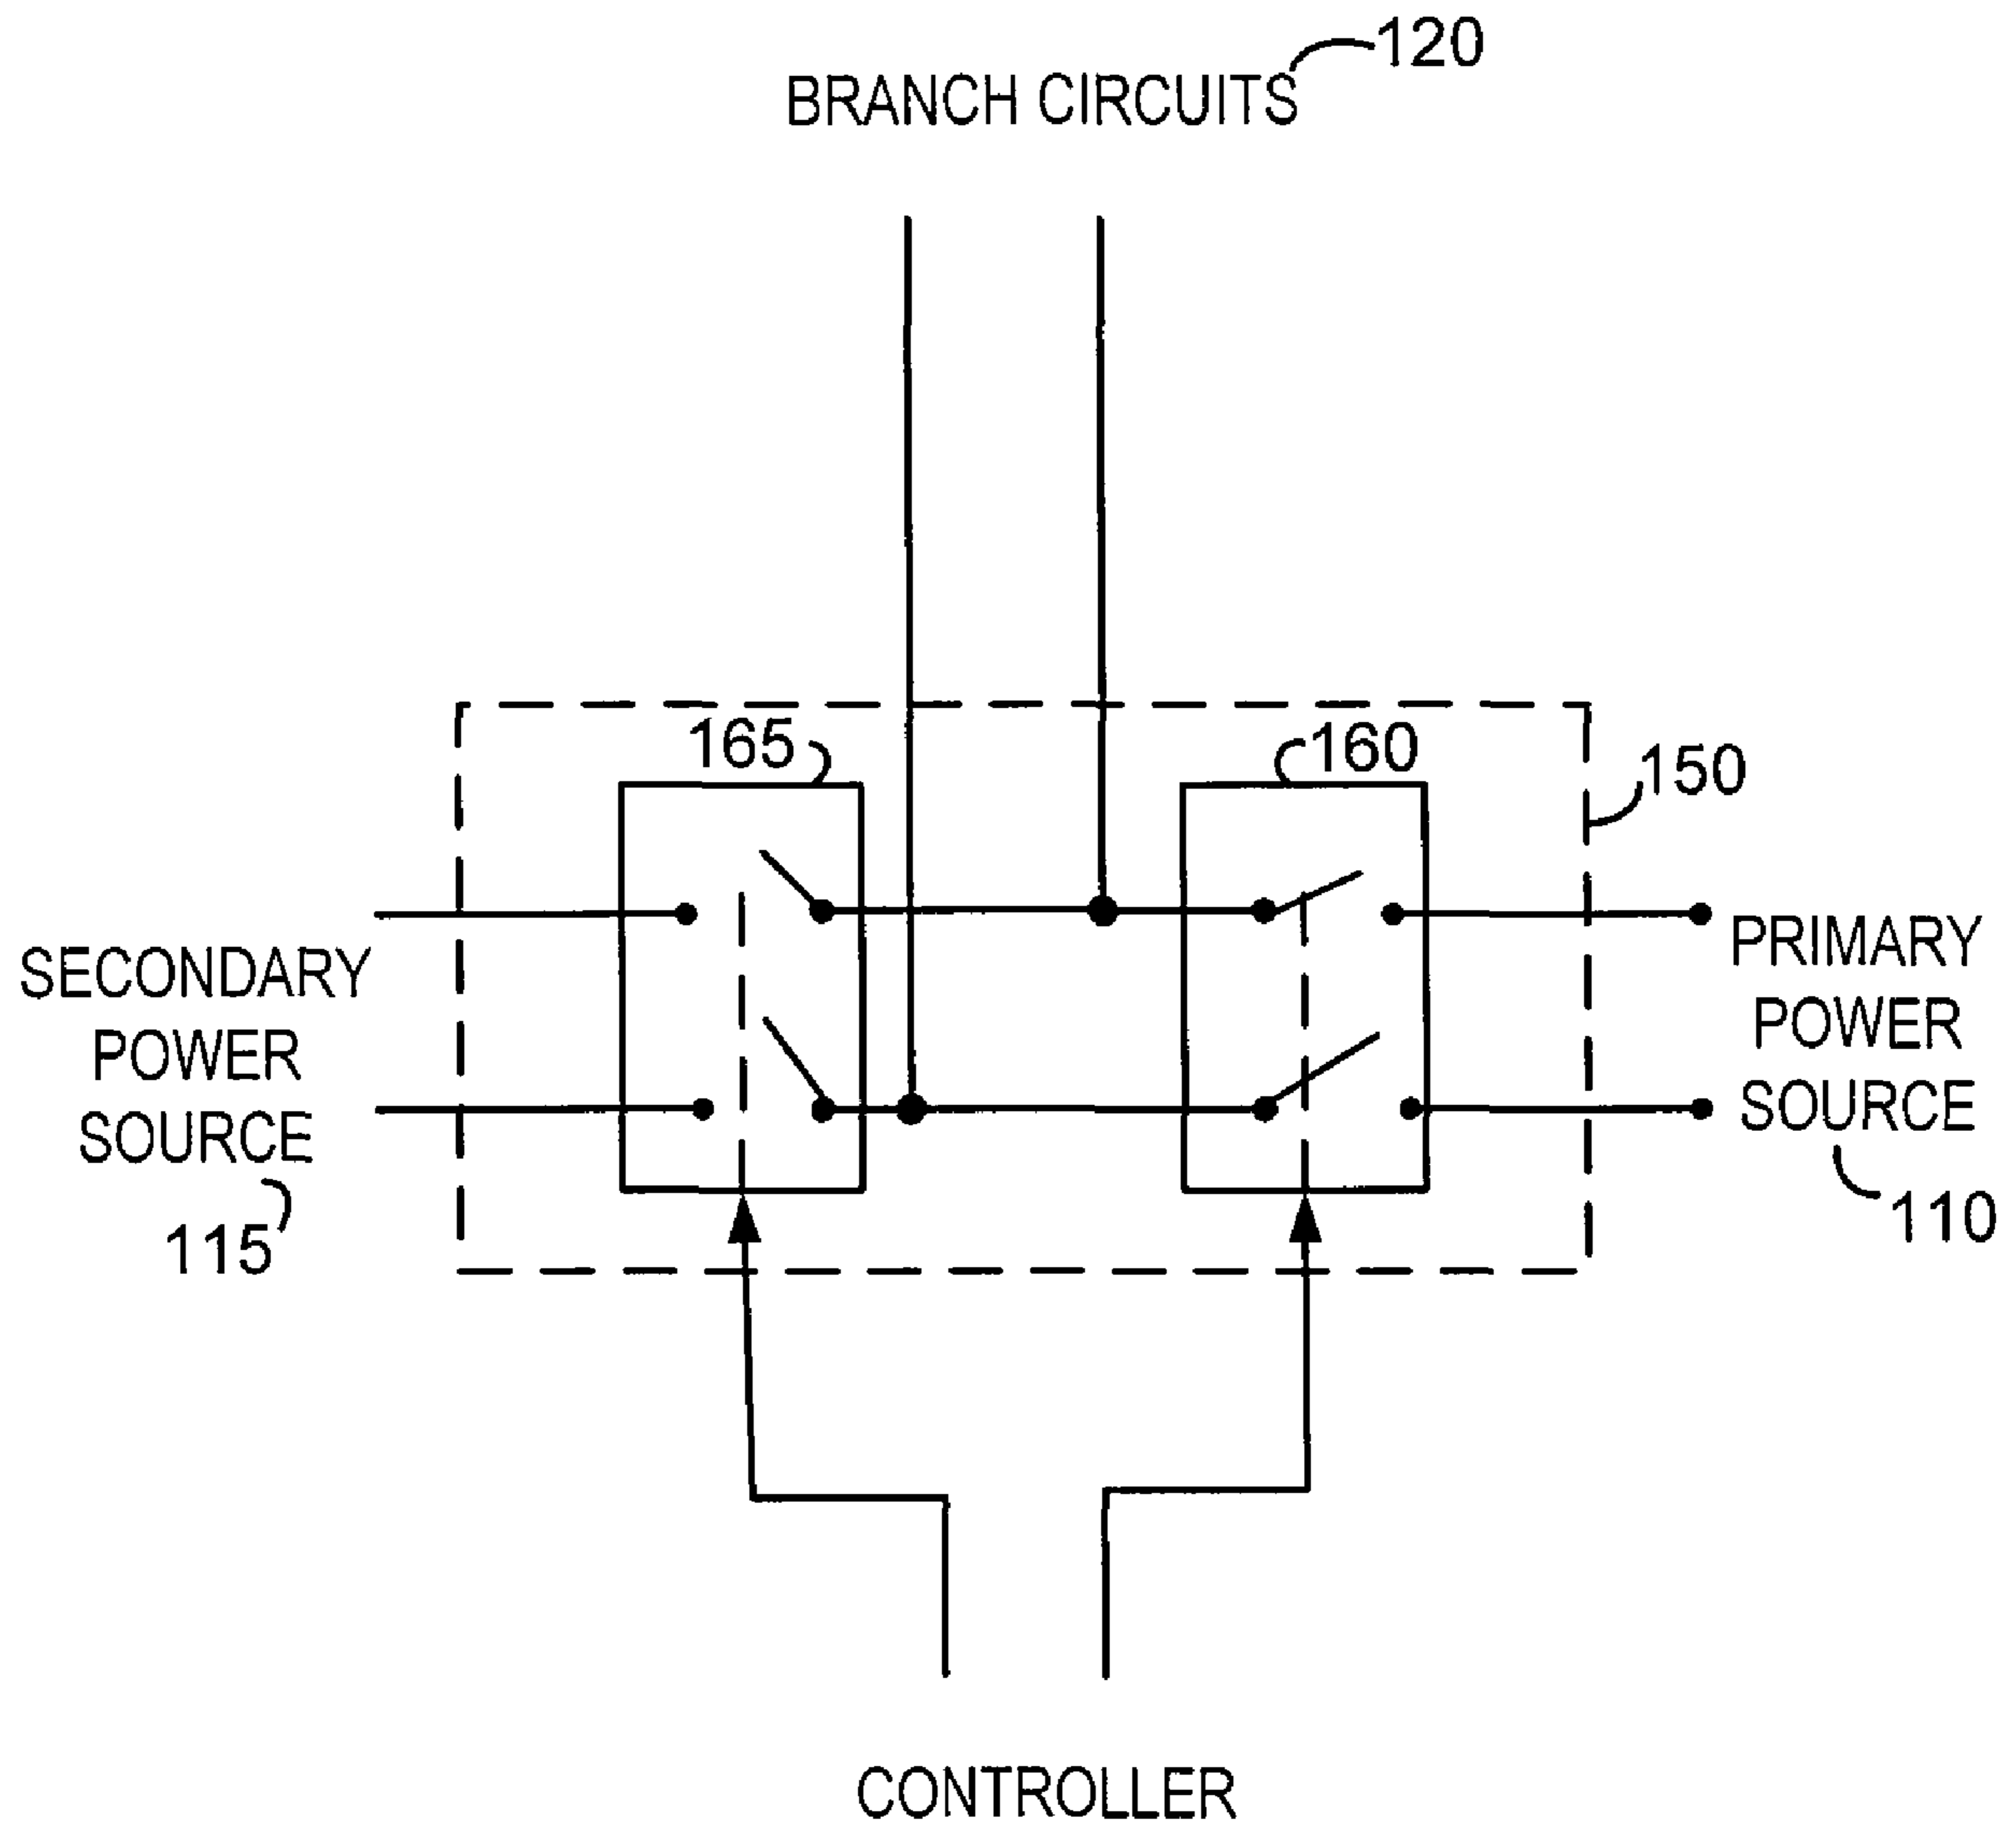 120
BRANCH CIRCUITS
165
160
150
SECONDARY
POWER
SOURCE
115
PRIMARY
POWER
SOURCE
110
CONTROLLER